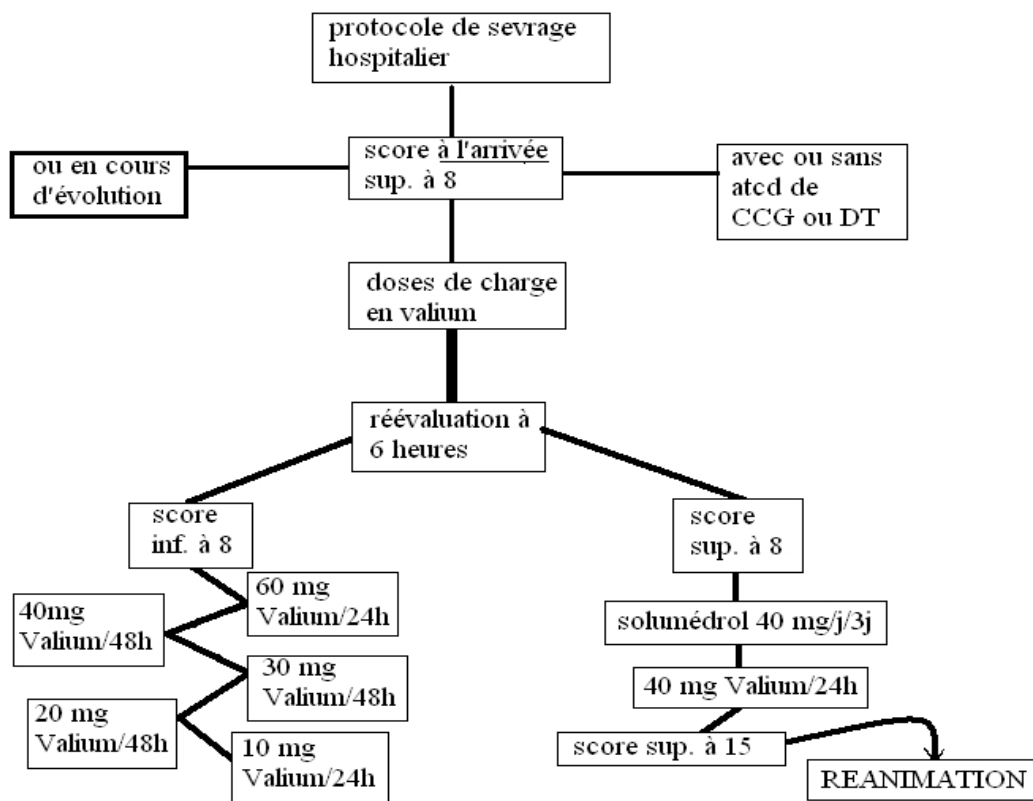 protocole de sevrage
hospitalier
ou en cours
d'évolution
score à l'arrivée
sup. à 8
avec ou sans
atcd de
CCG ou DT
doses de charge
en valium
réévaluation à
6 heures
score
inf. à 8
60 mg
Valium/24h
40mg
Valium/48h
30 mg
Valium/48h
20 mg
Valium/48h
10 mg
Valium/24h
score
sup. à 8
solumédrol 40 mg/j/3j
40 mg Valium/24h
score sup. à 15
REANIMATION